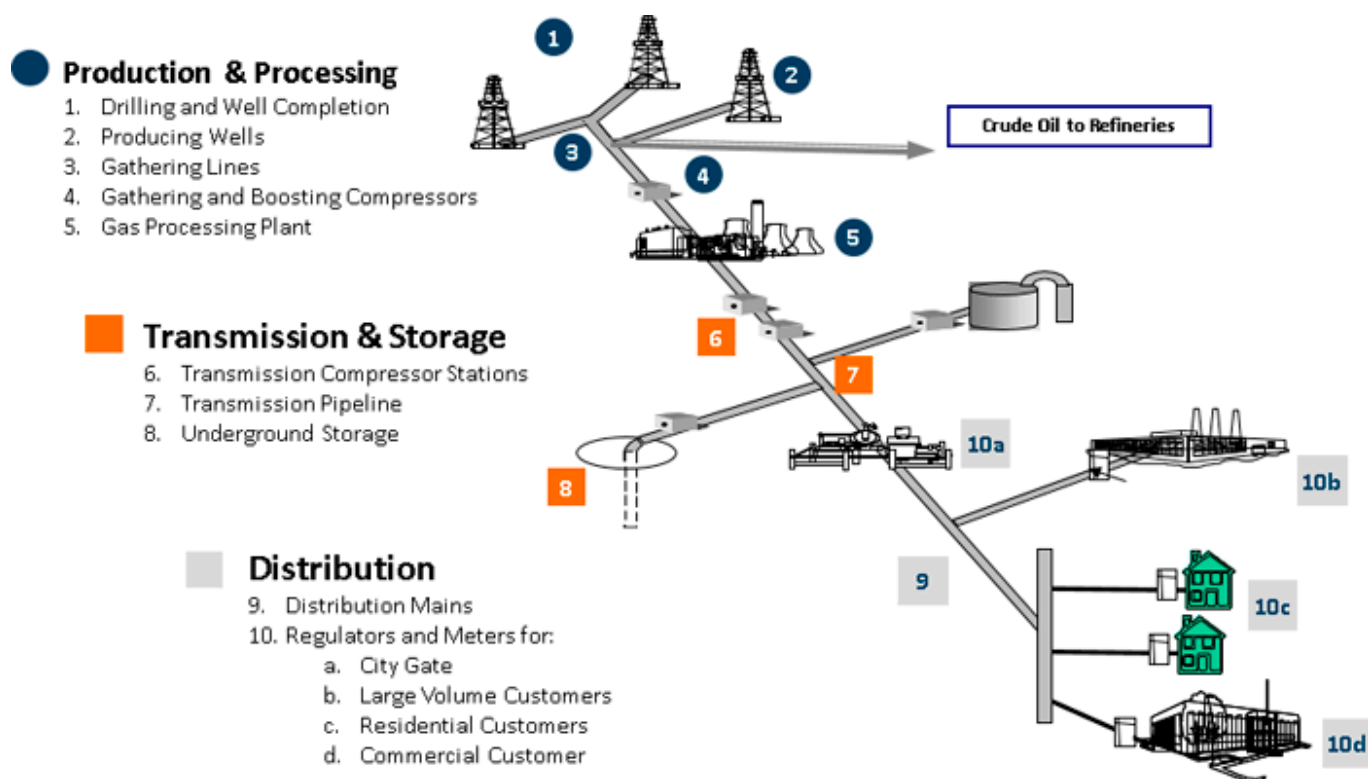 Production & Processing
1. Drilling and Well Completion
2. Producing Wells
3. Gathering Lines
4. Gathering and Boosting Compressors
5. Gas Processing Plant
1
2
Crude Oil to Refineries
3
4
5
Transmission & Storage
6. Transmission Compressor Stations
7. Transmission Pipeline
8. Underground Storage
6
7
8
10a
10b
Distribution
9. Distribution Mains
10. Regulators and Meters for:
a. City Gate
b. Large Volume Customers
c. Residential Customers
d. Commercial Customer
9
10c
10d